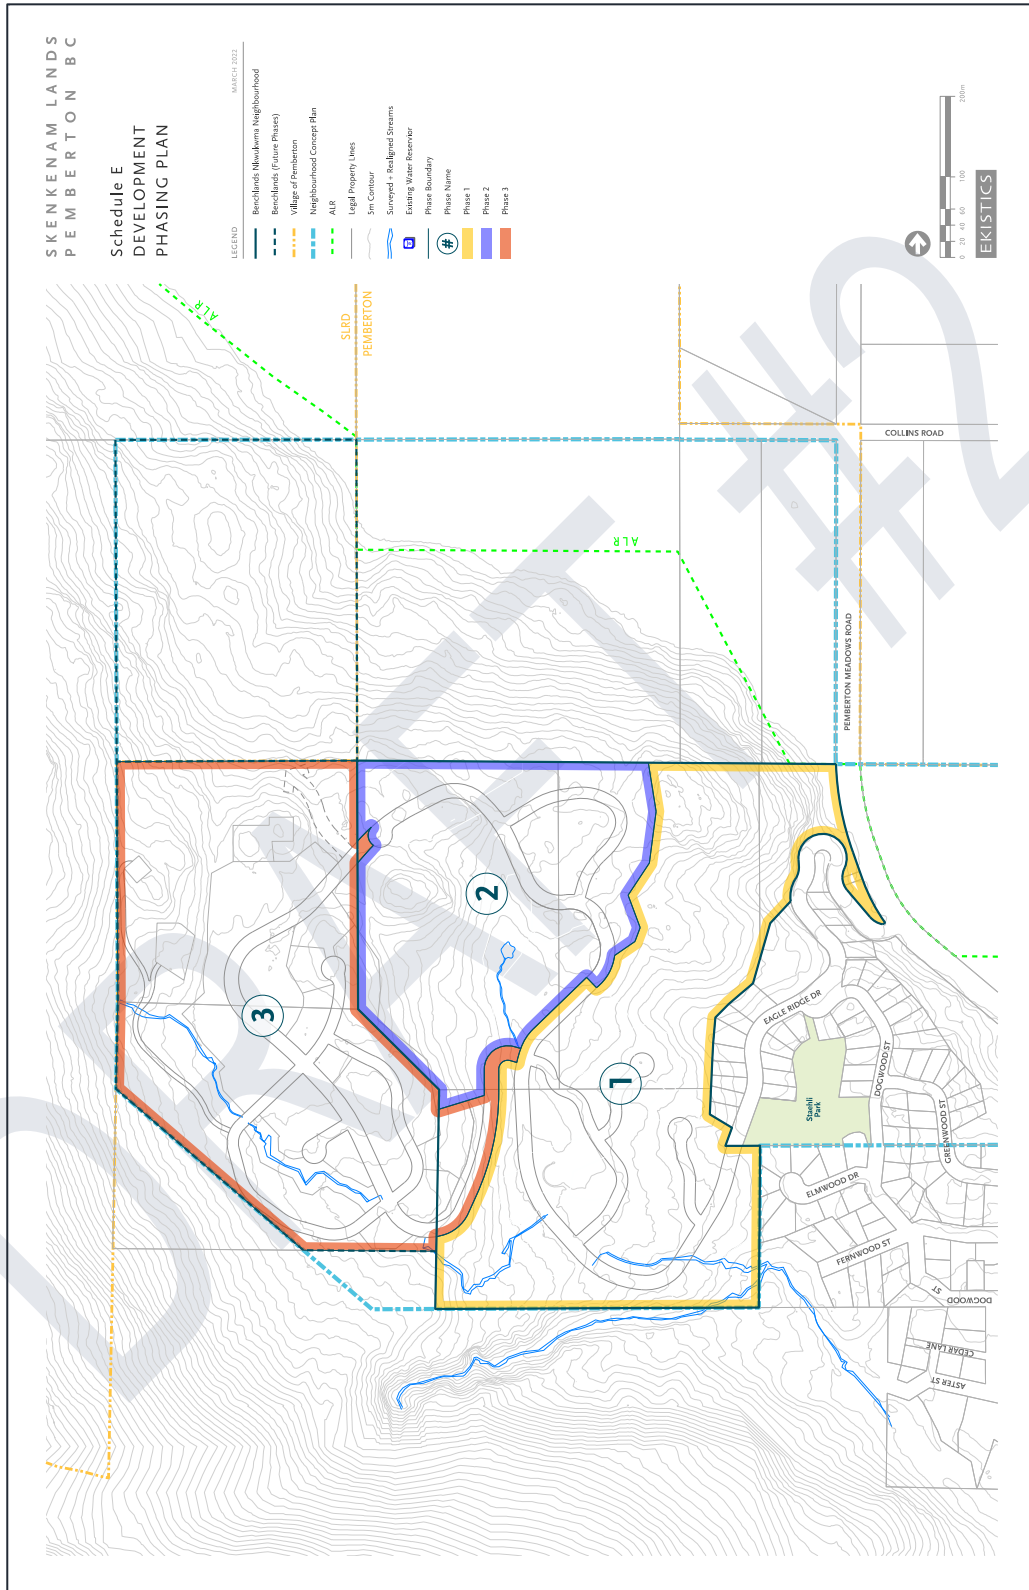 SKENKENAM LANDS
PEMBERTON BC
Schedule E
DEVELOPMENT
PHASING PLAN
MARCH 2022
LEGEND
Benchlands Nkwukwma Neighbourhood
Benchlands (Future Phases)
Village of Pemberton
Neighbourhood Concept Plan
ALR
Legal Property Lines
5m Contour
Surveyed + Realigned Streams
Existing Water Reservior
Phase Boundary
# Phase Name
Phase 1
Phase 2
Phase 3
0 20 40 60 100 200m
EKISTICS
ALR
SLRD
PEMBERTON
ALR
COLLINS ROAD
PEMBERTON MEADOWS ROAD
1
2
3
EAGLE RIDGE DR
Staehli
Park
DOGWOOD ST
GREENWOOD ST
ELMWOOD DR
FERNWOOD ST
DOGWOOD
ST
CEDAR LANE
ASTER ST
DRAFT #2